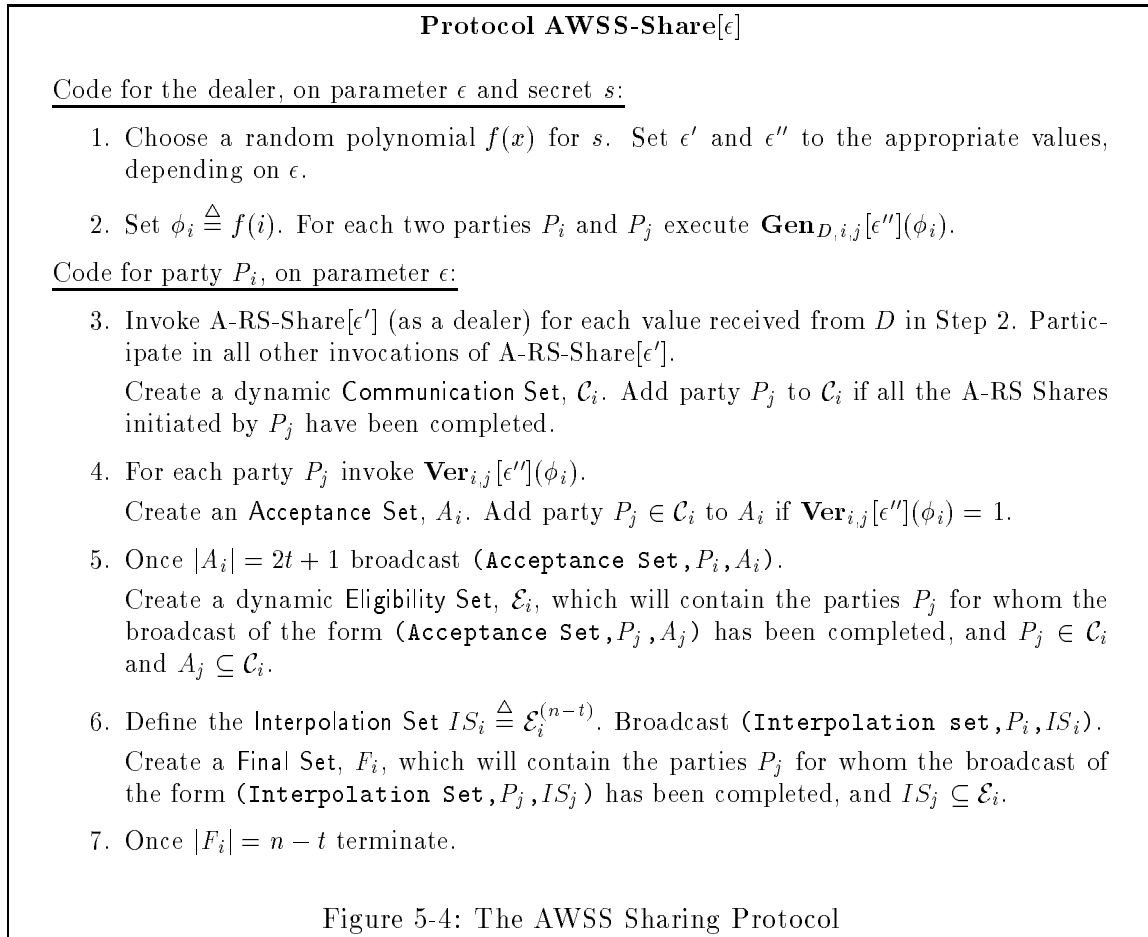 Protocol AWSS-Share[ϵ]
Code for the dealer, on parameter ϵ and secret s:
1. Choose a random polynomial f(x) for s. Set ϵ′ and ϵ″ to the appropriate values,
depending on ϵ.
2. Set ϕ_i ≜ f(i). For each two parties P_i and P_j execute Gen_{D,i,j}[ϵ″](ϕ_i).
Code for party P_i, on parameter ϵ:
3. Invoke A-RS-Share[ϵ′] (as a dealer) for each value received from D in Step 2. Partic-
ipate in all other invocations of A-RS-Share[ϵ′].
Create a dynamic Communication Set, C_i. Add party P_j to C_i if all the A-RS Shares
initiated by P_j have been completed.
4. For each party P_j invoke Ver_{i,j}[ϵ″](ϕ_i).
Create an Acceptance Set, A_i. Add party P_j ∈ C_i to A_i if Ver_{i,j}[ϵ″](ϕ_i) = 1.
5. Once |A_i| = 2t + 1 broadcast (Acceptance Set,P_i,A_i).
Create a dynamic Eligibility Set, E_i, which will contain the parties P_j for whom the
broadcast of the form (Acceptance Set,P_j,A_j) has been completed, and P_j ∈ C_i
and A_j ⊆ C_i.
6. Define the Interpolation Set IS_i ≜ E_i^{(n−t)}. Broadcast (Interpolation set,P_i,IS_i).
Create a Final Set, F_i, which will contain the parties P_j for whom the broadcast of
the form (Interpolation Set,P_j,IS_j) has been completed, and IS_j ⊆ E_i.
7. Once |F_i| = n − t terminate.
Figure 5-4: The AWSS Sharing Protocol